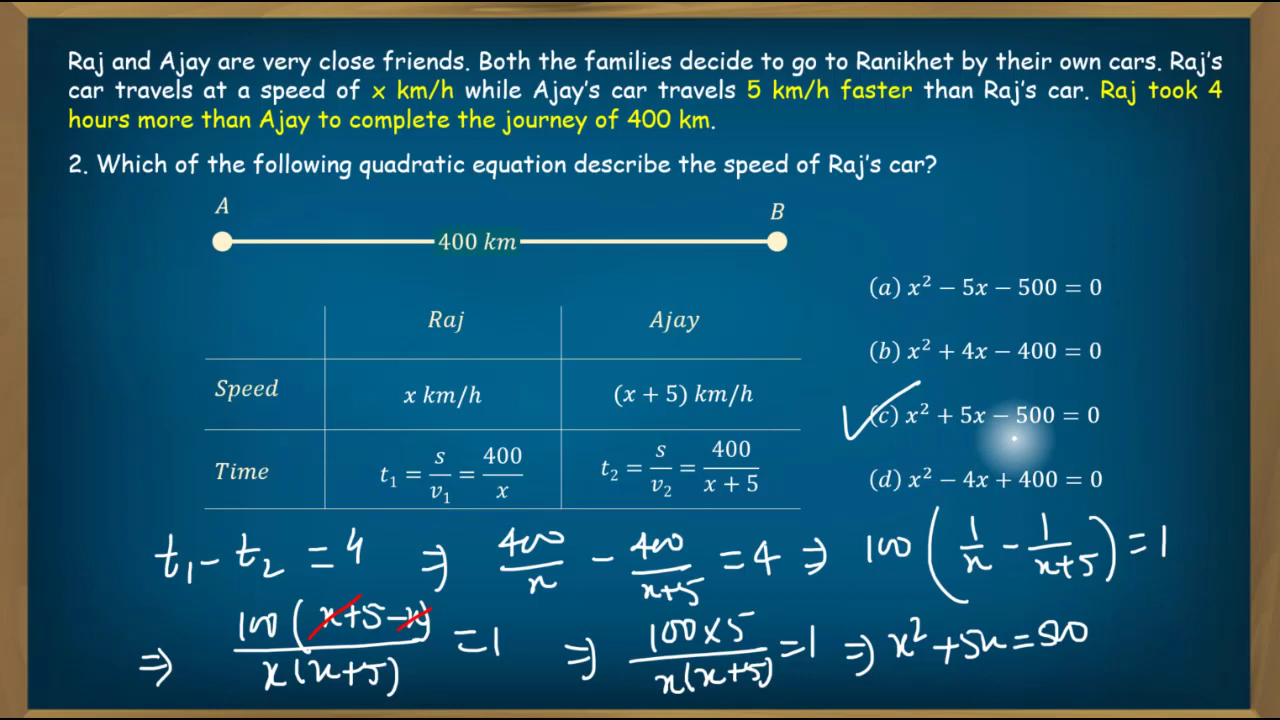 Raj and Ajay are very close friends. Both the families decide to go to Ranikhet by their own cars. Raj's
car travels at a speed of x km/h while Ajay's car travels 5 km/h faster than Raj's car. Raj took 4
hours more than Ajay to complete the journey of 400 km.
2. Which of the following quadratic equation describe the speed of Raj's car?
A B
400 km
(a) x² − 5x − 500 = 0
(b) x² + 4x − 400 = 0
(c) x² + 5x − 500 = 0
(d) x² − 4x + 400 = 0
Raj Ajay
Speed x km/h (x + 5) km/h
Time t₁ = s/v₁ = 400/x t₂ = s/v₂ = 400/(x + 5)
t₁ − t₂ = 4 ⇒ 400/x − 400/(x+5) = 4 ⇒ 100(1/x − 1/(x+5)) = 1
⇒ 100(x+5−x)/x(x+5) = 1 ⇒ 100×5/x(x+5) = 1 ⇒ x² + 5x = 500